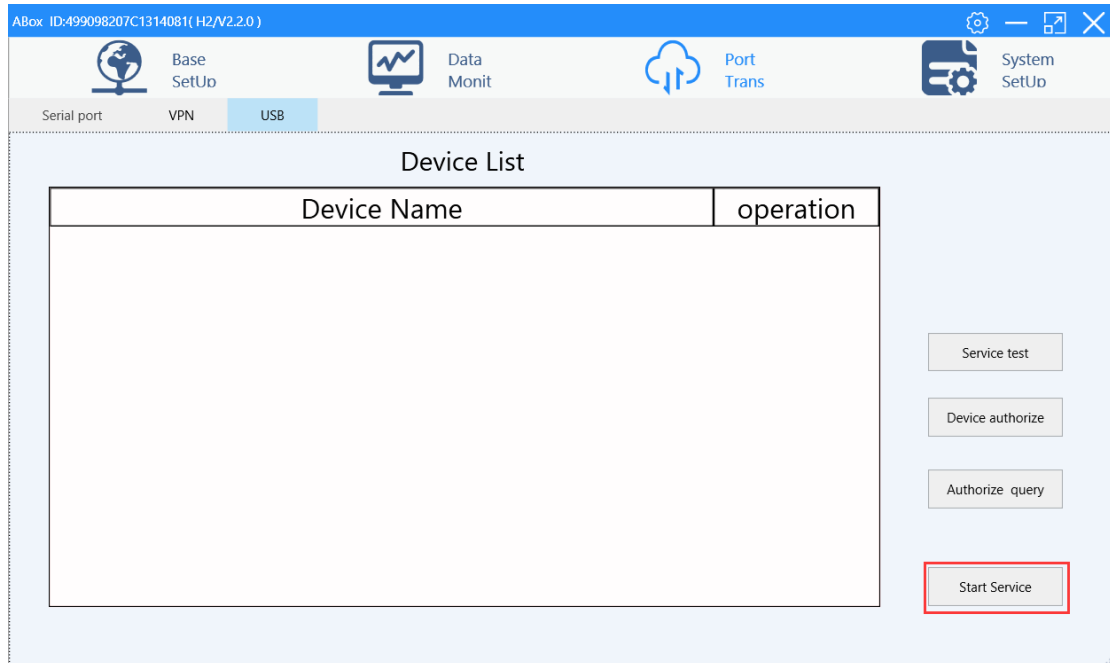 ABox ID:499098207C1314081( H2/V2.2.0 )
Base
SetUp
Data
Monit
Port
Trans
System
SetUp
Serial port
VPN
USB
Device List
Device Name
operation
Service test
Device authorize
Authorize query
Start Service